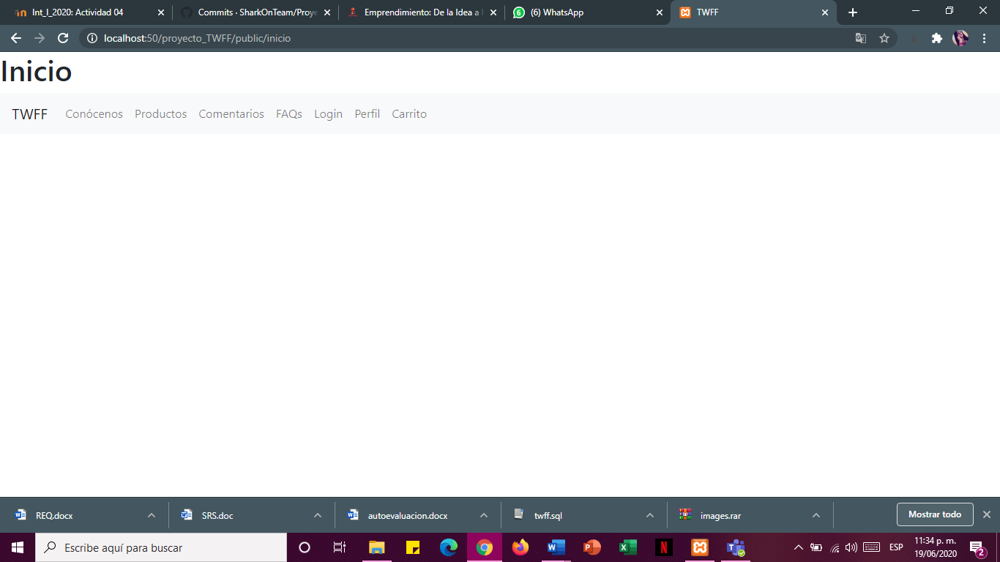 Int_I_2020: Actividad 04
Commits · SharkOnTeam/Proye
Emprendimiento: De la Idea a
(6) WhatsApp
TWFF
localhost:50/proyecto_TWFF/public/inicio
Inicio
TWFF Conócenos Productos Comentarios FAQs Login Perfil Carrito
REQ.docx
SRS.doc
autoevaluacion.docx
twff.sql
images.rar
Mostrar todo
Escribe aquí para buscar
ESP
11:34 p. m.
19/06/2020
2